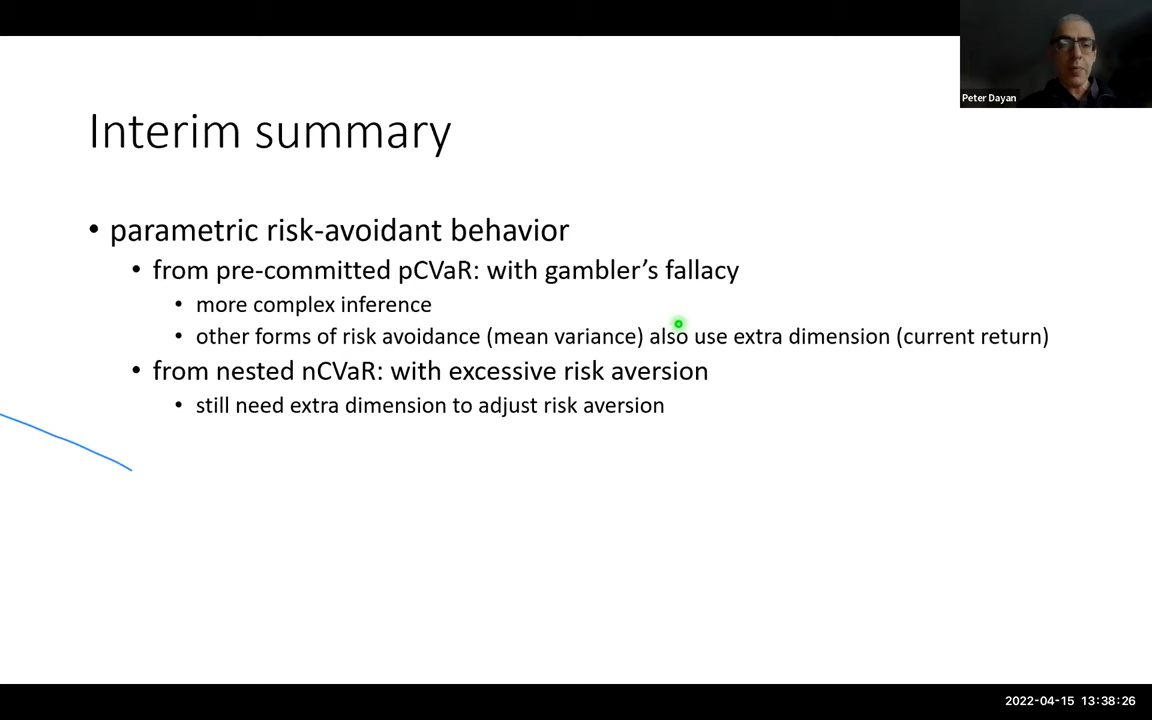 Peter Dayan
Interim summary
• parametric risk-avoidant behavior
• from pre-committed pCVaR: with gambler's fallacy
• more complex inference
• other forms of risk avoidance (mean variance) also use extra dimension (current return)
• from nested nCVaR: with excessive risk aversion
• still need extra dimension to adjust risk aversion
2022-04-15 13:38:26